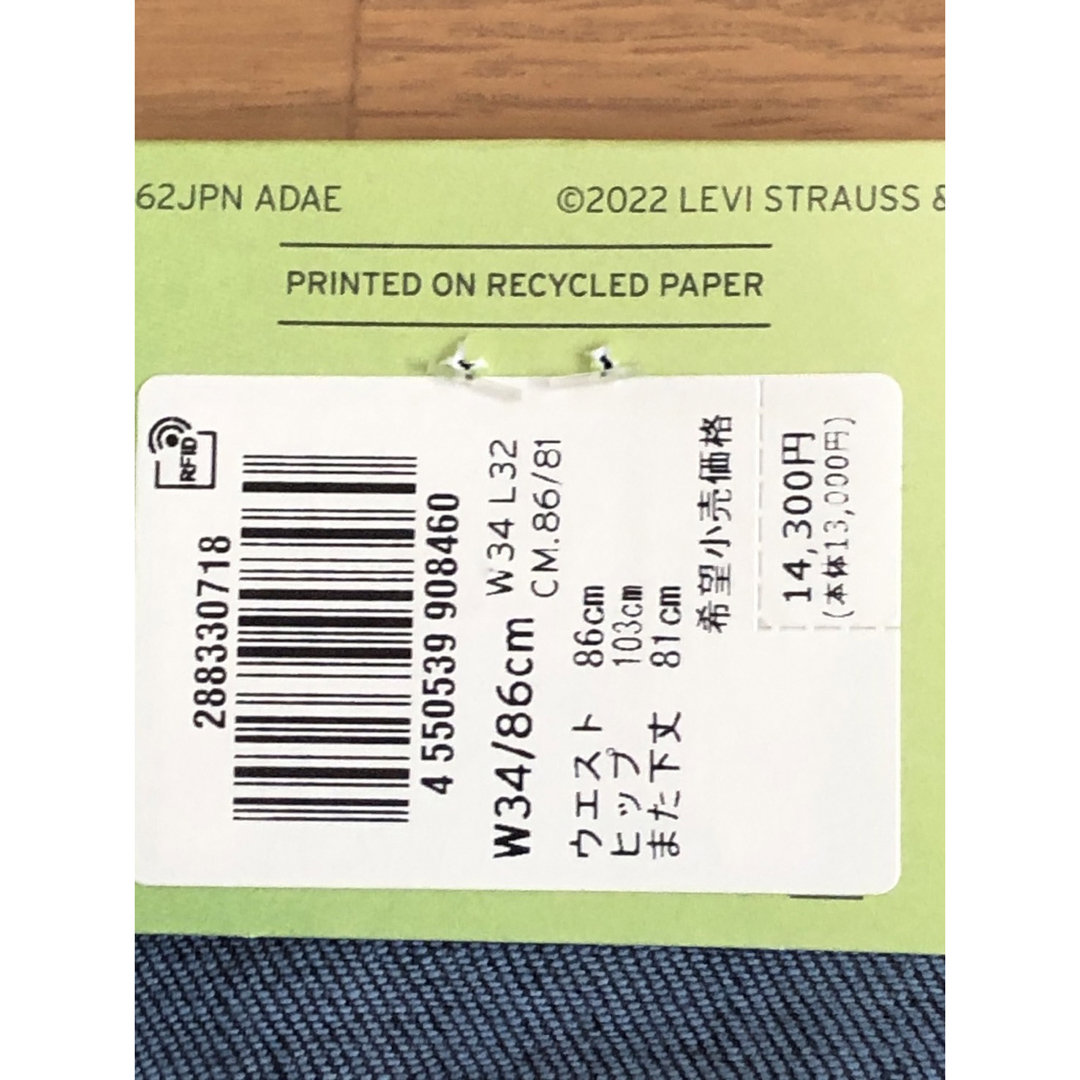 62JPN ADAE
©2022 LEVI STRAUSS &
PRINTED ON RECYCLED PAPER
RFID
288330718
4 550539 908460
W34/86cm
W34 L32
CM.86/81
ウエスト 86cm
ヒップ 103cm
また下丈 81cm
希望小売価格
14,300円
(本体13,000円)